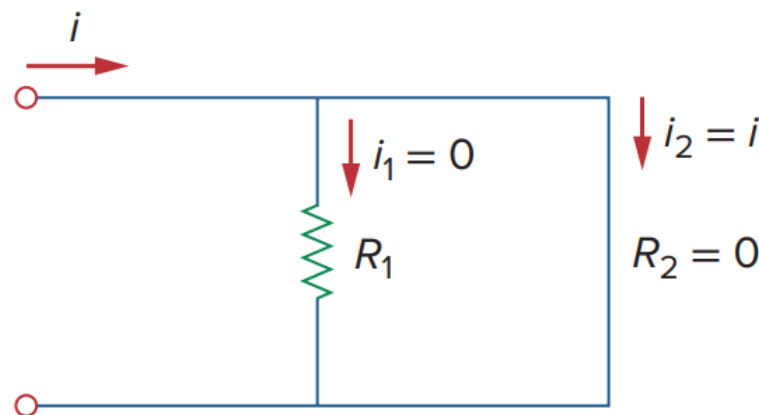 i
i₁ = 0
i₂ = i
R₁
R₂ = 0